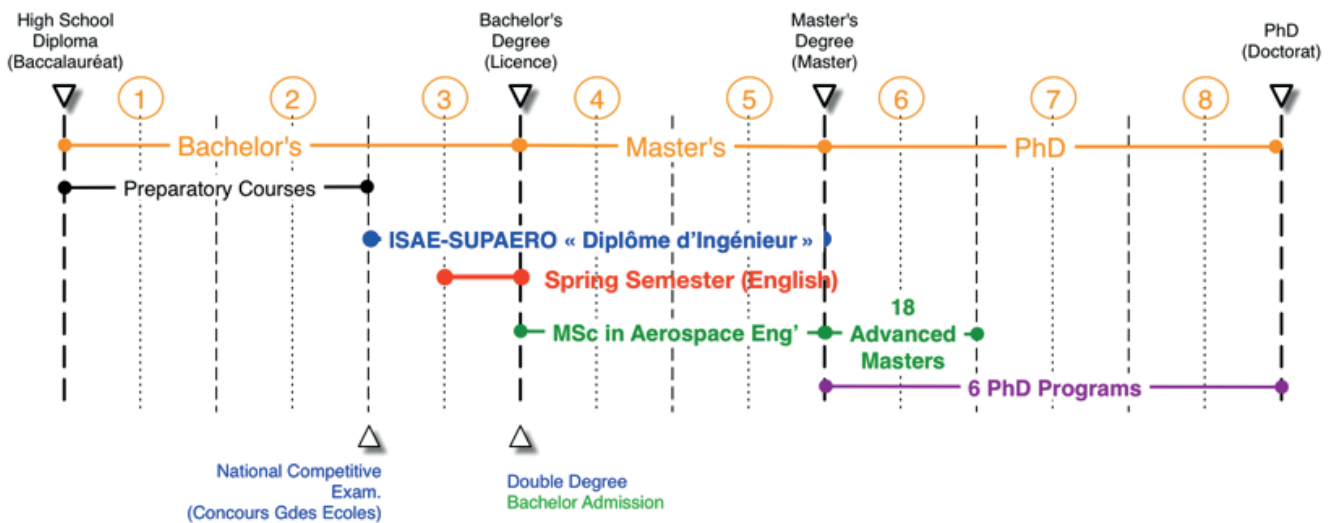 High School
Diploma
(Baccalauréat)
Bachelor's
Degree
(Licence)
Master's
Degree
(Master)
PhD
(Doctorat)
1
2
3
4
5
6
7
8
Bachelor's
Master's
PhD
Preparatory Courses
ISAE-SUPAERO « Diplôme d'Ingénieur »
Spring Semester (English)
MSc in Aerospace Eng'
18
Advanced
Masters
6 PhD Programs
National Competitive
Exam.
(Concours Gdes Ecoles)
Double Degree
Bachelor Admission